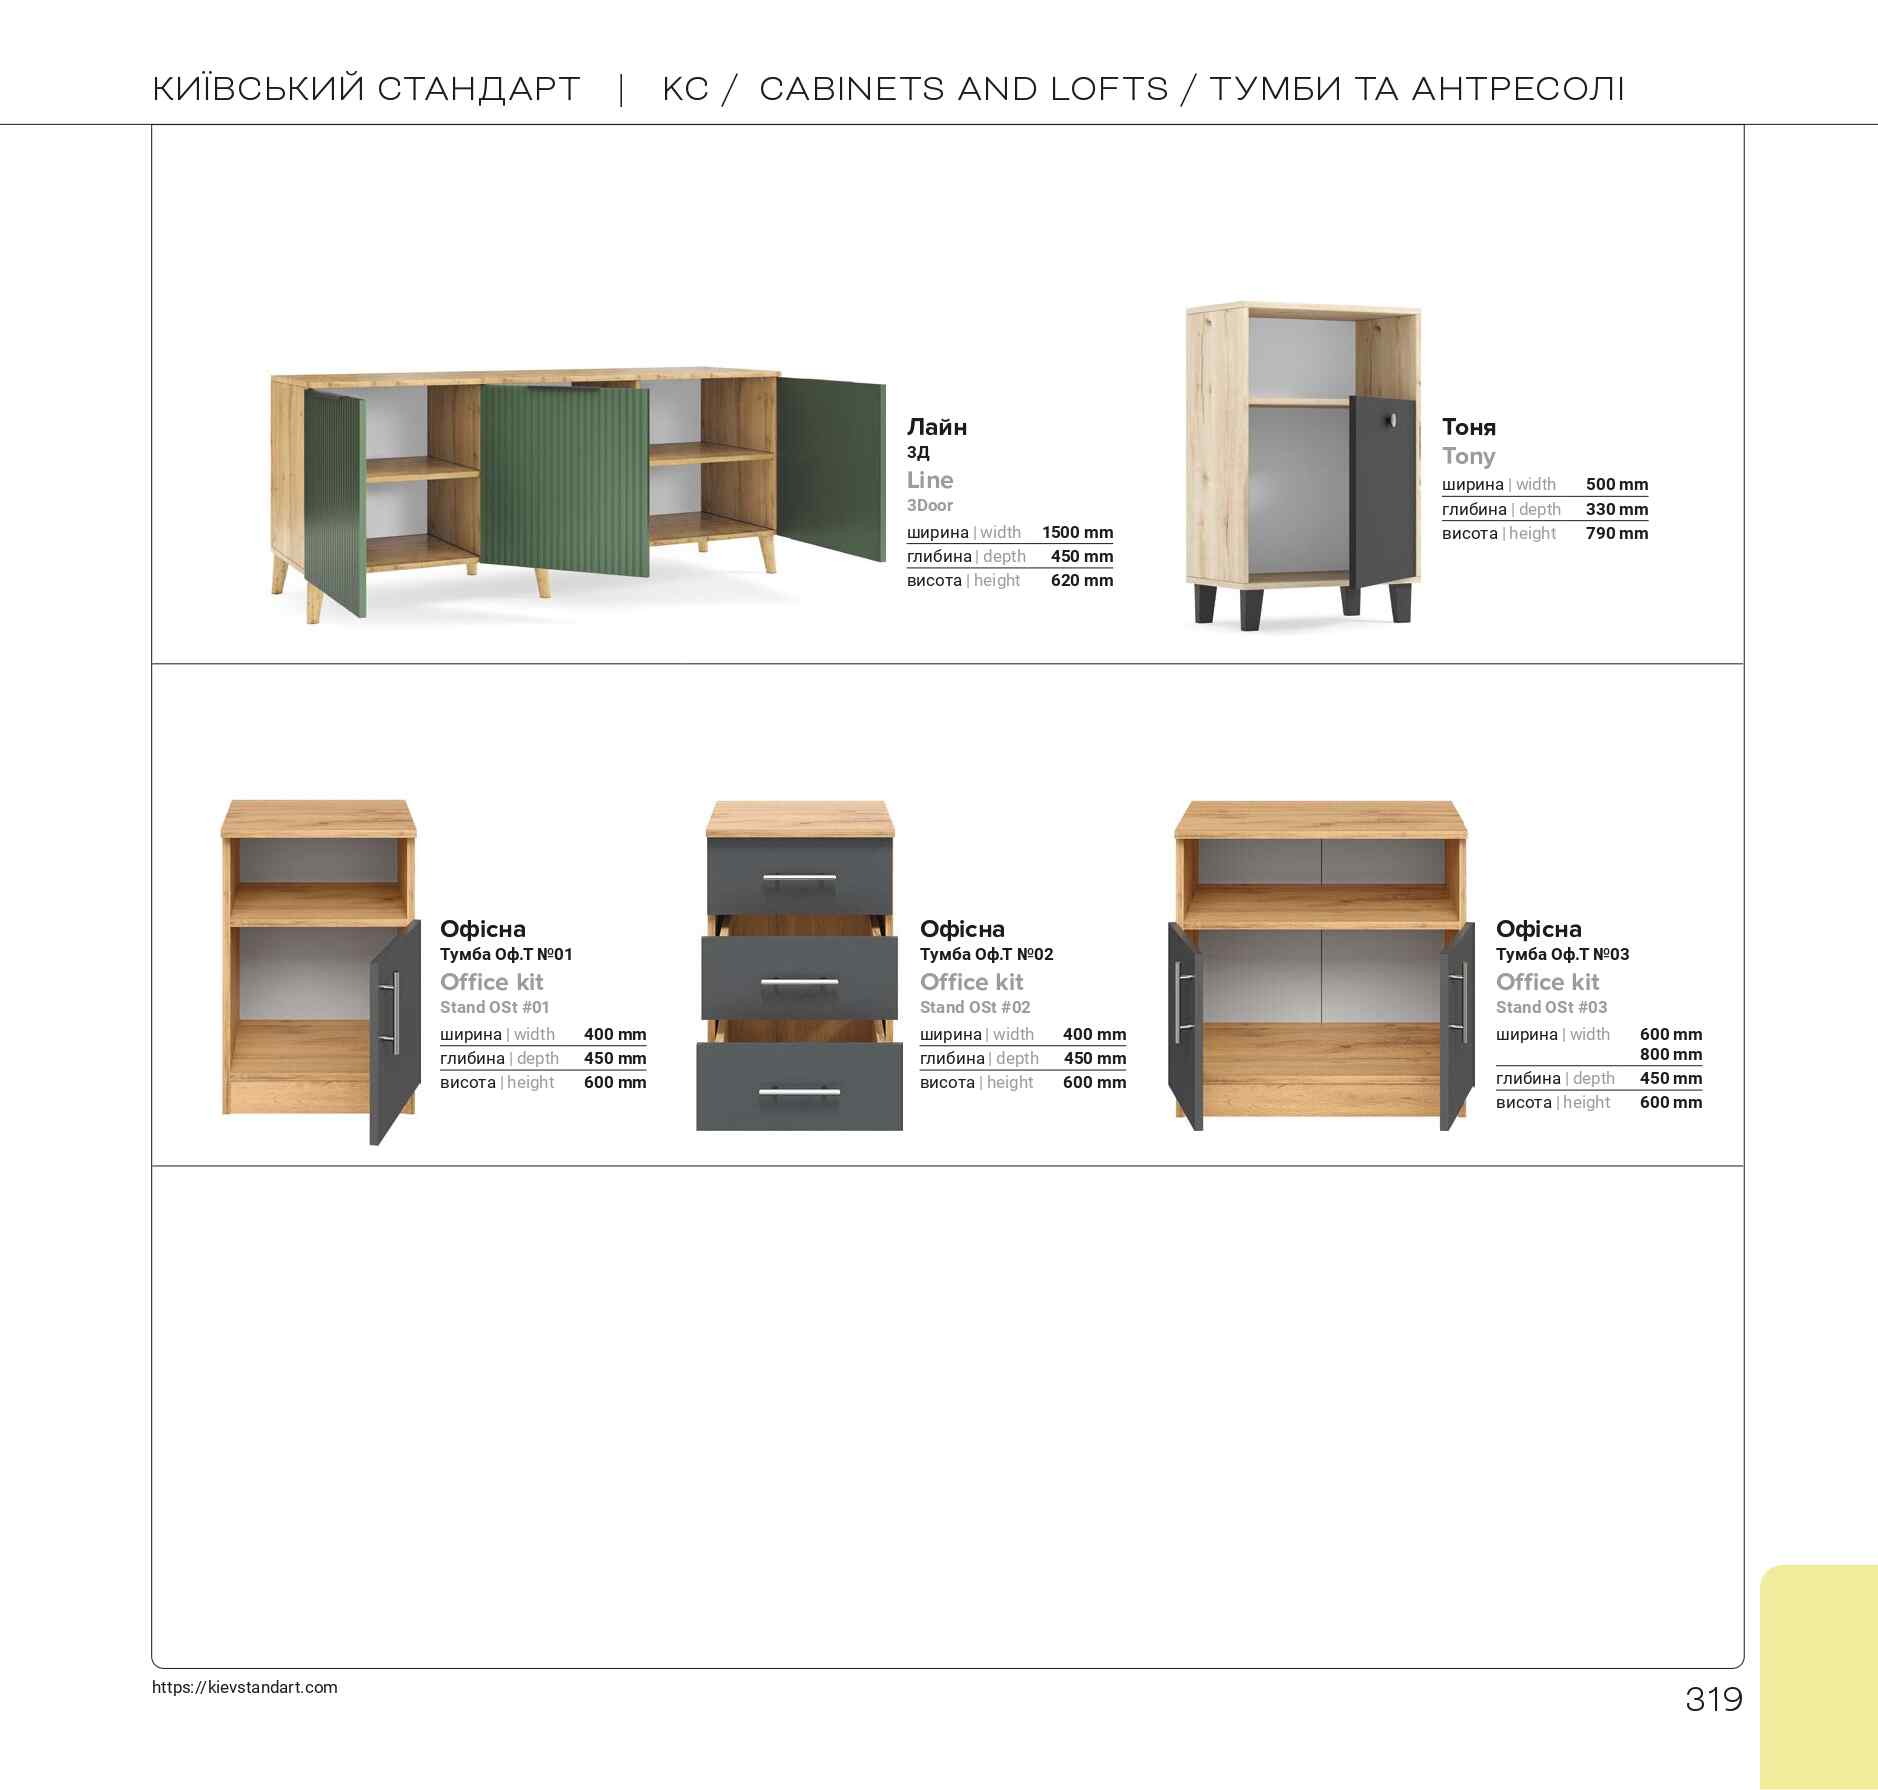 КИЇВСЬКИЙ СТАНДАРТ | КС / CABINETS AND LOFTS / ТУМБИ ТА АНТРЕСОЛІ
Лайн
3Д
Line
3Door
ширина | width 1500 mm
глибина | depth 450 mm
висота | height 620 mm
Тоня
Tony
ширина | width 500 mm
глибина | depth 330 mm
висота | height 790 mm
Офісна
Тумба Оф.Т №01
Office kit
Stand OSt #01
ширина | width 400 mm
глибина | depth 450 mm
висота | height 600 mm
Офісна
Тумба Оф.Т №02
Office kit
Stand OSt #02
ширина | width 400 mm
глибина | depth 450 mm
висота | height 600 mm
Офісна
Тумба Оф.Т №03
Office kit
Stand OSt #03
ширина | width 600 mm
800 mm
глибина | depth 450 mm
висота | height 600 mm
https://kievstandart.com
319